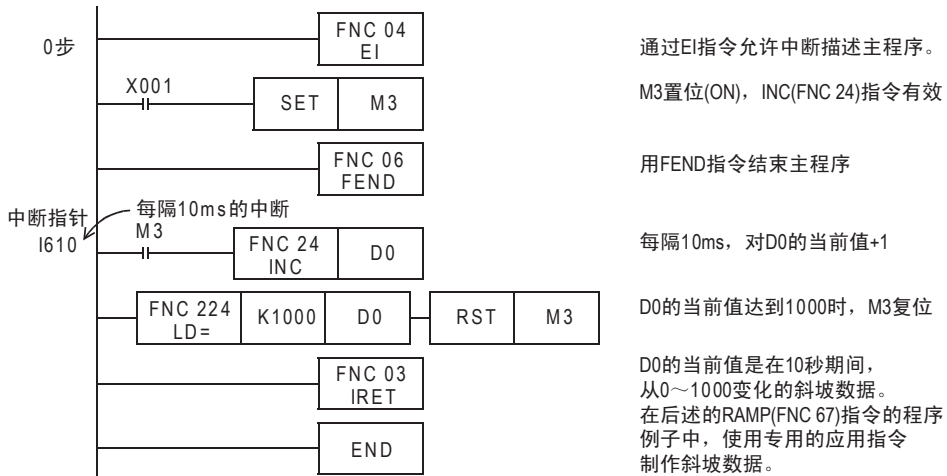 0步
FNC 04
EI
通过EI指令允许中断描述主程序。
X001
SET M3
M3置位(ON)，INC(FNC 24)指令有效
FNC 06
FEND
用FEND指令结束主程序
中断指针
I610
每隔10ms的中断
M3
FNC 24
INC
D0
每隔10ms，对D0的当前值+1
FNC 224
LD=
K1000 D0 RST M3
D0的当前值达到1000时，M3复位
FNC 03
IRET
D0的当前值是在10秒期间，
从0～1000变化的斜坡数据。
在后述的RAMP(FNC 67)指令的程序
例子中，使用专用的应用指令
制作斜坡数据。
END